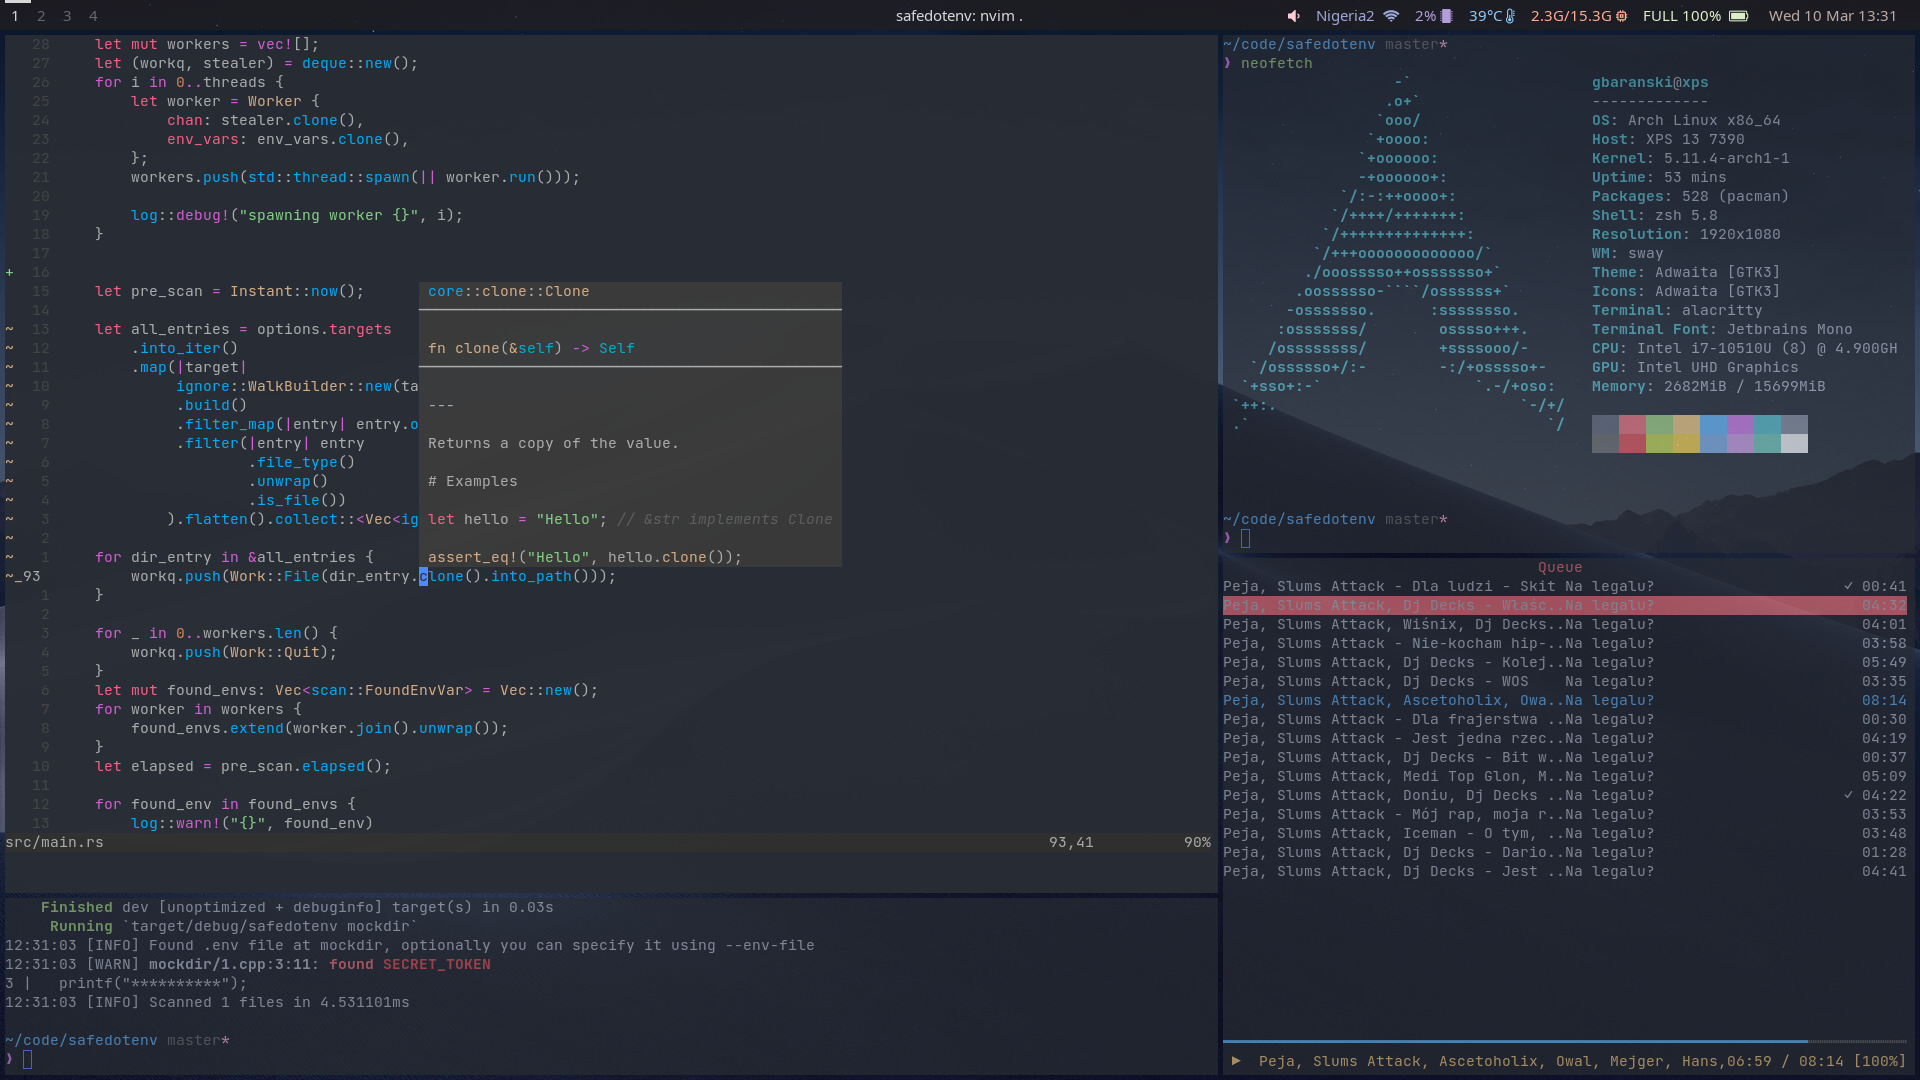 1 2 3 4
safedotenv: nvim .
Nigeria2 2% 39°C 2.3G/15.3G FULL 100% Wed 10 Mar 13:31
28 let mut workers = vec![];
27 let (workq, stealer) = deque::new();
26 for i in 0..threads {
25 let worker = Worker {
24 chan: stealer.clone(),
23 env_vars: env_vars.clone(),
22 };
21 workers.push(std::thread::spawn(|| worker.run()));
20
19 log::debug!("spawning worker {}", i);
18 }
17
+ 16
15 let pre_scan = Instant::now();
14
~ 13 let all_entries = options.targets
~ 12 .into_iter()
~ 11 .map(|target|
~ 10 ignore::WalkBuilder::new(ta
~ 9 .build()
~ 8 .filter_map(|entry| entry.o
~ 7 .filter(|entry| entry
~ 6 .file_type()
~ 5 .unwrap()
~ 4 .is_file())
~ 3 ).flatten().collect::<Vec<ig
~ 2
~ 1 for dir_entry in &all_entries {
~_93 workq.push(Work::File(dir_entry.clone().into_path()));
1 }
2
3 for _ in 0..workers.len() {
4 workq.push(Work::Quit);
5 }
6 let mut found_envs: Vec<scan::FoundEnvVar> = Vec::new();
7 for worker in workers {
8 found_envs.extend(worker.join().unwrap());
9 }
10 let elapsed = pre_scan.elapsed();
11
12 for found_env in found_envs {
13 log::warn!("{}", found_env)
src/main.rs 93,41 90%
core::clone::Clone
fn clone(&self) -> Self
---
Returns a copy of the value.
# Examples
let hello = "Hello"; // &str implements Clone
assert_eq!("Hello", hello.clone());
Finished dev [unoptimized + debuginfo] target(s) in 0.03s
Running `target/debug/safedotenv mockdir`
12:31:03 [INFO] Found .env file at mockdir, optionally you can specify it using --env-file
12:31:03 [WARN] mockdir/1.cpp:3:11: found SECRET_TOKEN
3 | printf("**********");
12:31:03 [INFO] Scanned 1 files in 4.531101ms
~/code/safedotenv master*
❯
~/code/safedotenv master*
❯ neofetch
-`
.o+`
`ooo/
`+oooo:
`+oooooo:
-+oooooo+:
`/:-:++oooo+:
`/++++/+++++++:
`/++++++++++++++:
`/+++ooooooooooooo/`
./ooosssso++osssssso+`
.oossssso-````/ossssss+`
-osssssso. :ssssssso.
:osssssss/ osssso+++.
/ossssssss/ +ssssooo/-
`/ossssso+/:- -:/+osssso+-
`+sso+:-` `.-/+oso:
`++:. `-/+/
.` `/
gbaranski@xps
-------------
OS: Arch Linux x86_64
Host: XPS 13 7390
Kernel: 5.11.4-arch1-1
Uptime: 53 mins
Packages: 528 (pacman)
Shell: zsh 5.8
Resolution: 1920x1080
WM: sway
Theme: Adwaita [GTK3]
Icons: Adwaita [GTK3]
Terminal: alacritty
Terminal Font: Jetbrains Mono
CPU: Intel i7-10510U (8) @ 4.900GH
GPU: Intel UHD Graphics
Memory: 2682MiB / 15699MiB
~/code/safedotenv master*
❯
Queue
Peja, Slums Attack - Dla ludzi - Skit Na legalu? ✓ 00:41
Peja, Slums Attack, Dj Decks - Właśc..Na legalu? 04:32
Peja, Slums Attack, Wiśnix, Dj Decks..Na legalu? 04:01
Peja, Slums Attack - Nie-kocham hip-..Na legalu? 03:58
Peja, Slums Attack, Dj Decks - Kolej..Na legalu? 05:49
Peja, Slums Attack, Dj Decks - WOS Na legalu? 03:35
Peja, Slums Attack, Ascetoholix, Owa..Na legalu? 08:14
Peja, Slums Attack - Dla frajerstwa ..Na legalu? 00:30
Peja, Slums Attack - Jest jedna rzec..Na legalu? 04:19
Peja, Slums Attack, Dj Decks - Bit w..Na legalu? 00:37
Peja, Slums Attack, Medi Top Glon, M..Na legalu? 05:09
Peja, Slums Attack, Doniu, Dj Decks ..Na legalu? ✓ 04:22
Peja, Slums Attack - Mój rap, moja r..Na legalu? 03:53
Peja, Slums Attack, Iceman - O tym, ..Na legalu? 03:48
Peja, Slums Attack, Dj Decks - Dario..Na legalu? 01:28
Peja, Slums Attack, Dj Decks - Jest ..Na legalu? 04:41
▶ Peja, Slums Attack, Ascetoholix, Owal, Mejger, Hans,06:59 / 08:14 [100%]